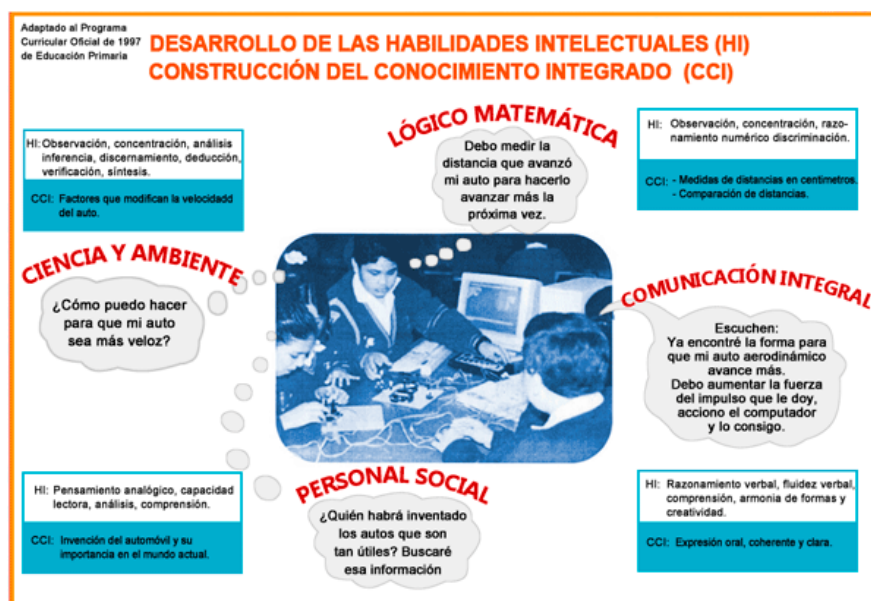 Adaptado al Programa
Curricular Oficial de 1997
de Educación Primaria
DESARROLLO DE LAS HABILIDADES INTELECTUALES (HI)
CONSTRUCCIÓN DEL CONOCIMIENTO INTEGRADO (CCI)
HI: Observación, concentración, análisis
inferencia, discernamiento, deducción,
verificación, síntesis.
CCI: Factores que modifican la velocidadd
del auto.
LÓGICO MATEMÁTICA
Debo medir la
distancia que avanzó
mi auto para hacerlo
avanzar más la
próxima vez.
HI: Observación, concentración, razo-
namiento numérico discriminación.
CCI: - Medidas de distancias en centimetros.
- Comparación de distancias.
CIENCIA Y AMBIENTE
¿Cómo puedo hacer
para que mi auto
sea más veloz?
COMUNICACIÓN INTEGRAL
Escuchen:
Ya encontré la forma para
que mi auto aerodinámico
avance más.
Debo aumentar la fuerza
del impulso que le doy,
acciono el computador
y lo consigo.
HI: Pensamiento analógico, capacidad
lectora, análisis, comprensión.
CCI: Invención del automóvil y su
importancia en el mundo actual.
PERSONAL SOCIAL
¿Quién habrá inventado
los autos que son
tan útiles? Buscaré
esa información
HI: Razonamiento verbal, fluidez verbal,
comprensión, armonia de formas y
creatividad.
CCI: Expresión oral, coherente y clara.